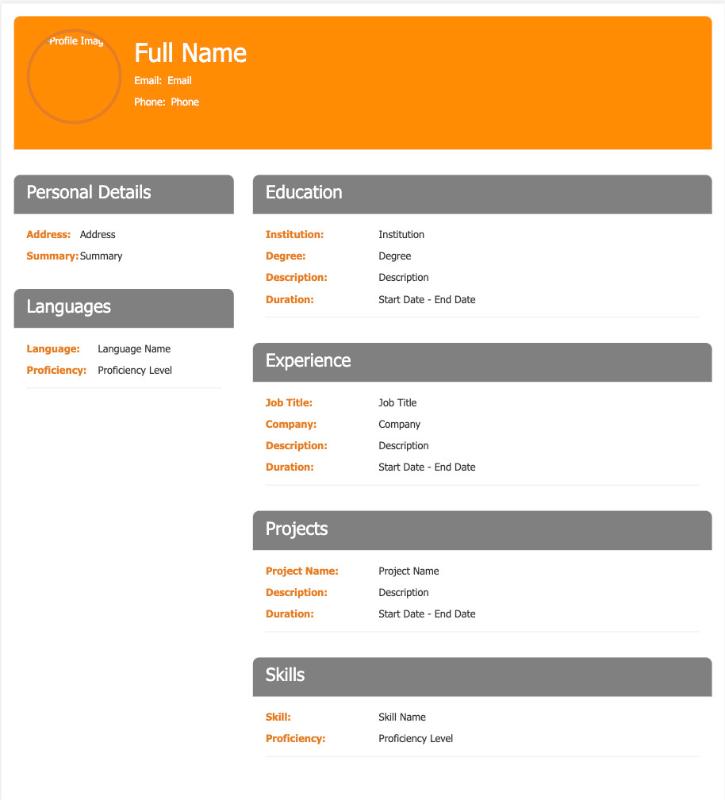 Profile Imag
Full Name
Email: Email
Phone: Phone
Personal Details
Address: Address
Summary: Summary
Languages
Language: Language Name
Proficiency: Proficiency Level
Education
Institution: Institution
Degree: Degree
Description: Description
Duration: Start Date - End Date
Experience
Job Title: Job Title
Company: Company
Description: Description
Duration: Start Date - End Date
Projects
Project Name: Project Name
Description: Description
Duration: Start Date - End Date
Skills
Skill: Skill Name
Proficiency: Proficiency Level